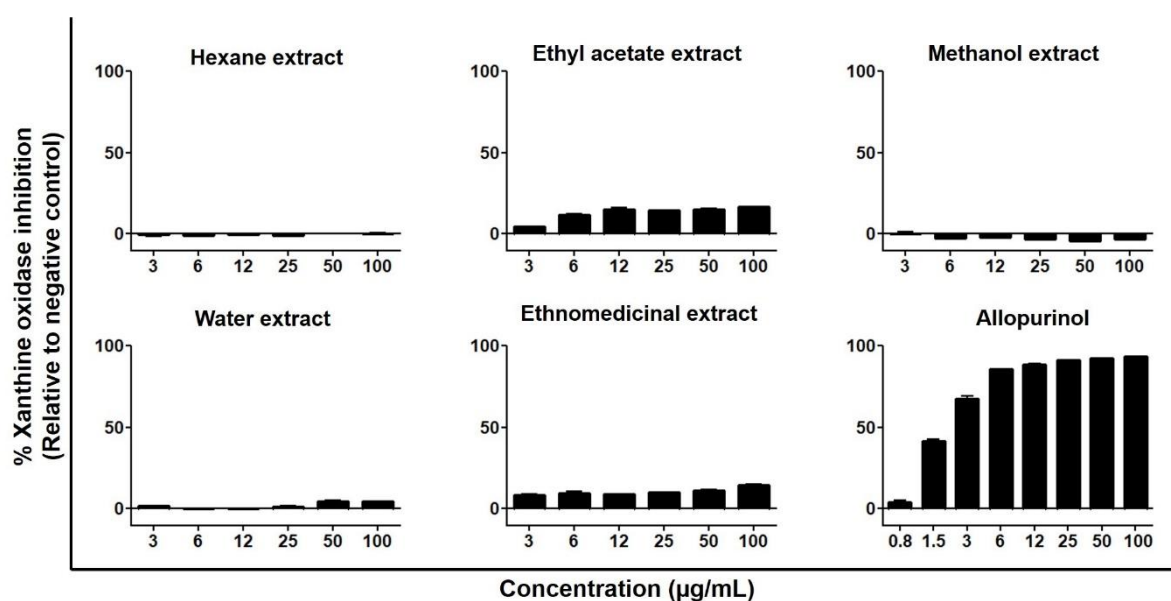 % Xanthine oxidase inhibition
(Relative to negative control)
Hexane extract
100
50
0
3 6 12 25 50 100
Ethyl acetate extract
100
50
0
3 6 12 25 50 100
Methanol extract
100
50
0
3 6 12 25 50 100
Water extract
100
50
0
3 6 12 25 50 100
Ethnomedicinal extract
100
50
0
3 6 12 25 50 100
Allopurinol
100
50
0
0.8 1.5 3 6 12 25 50 100
Concentration (µg/mL)